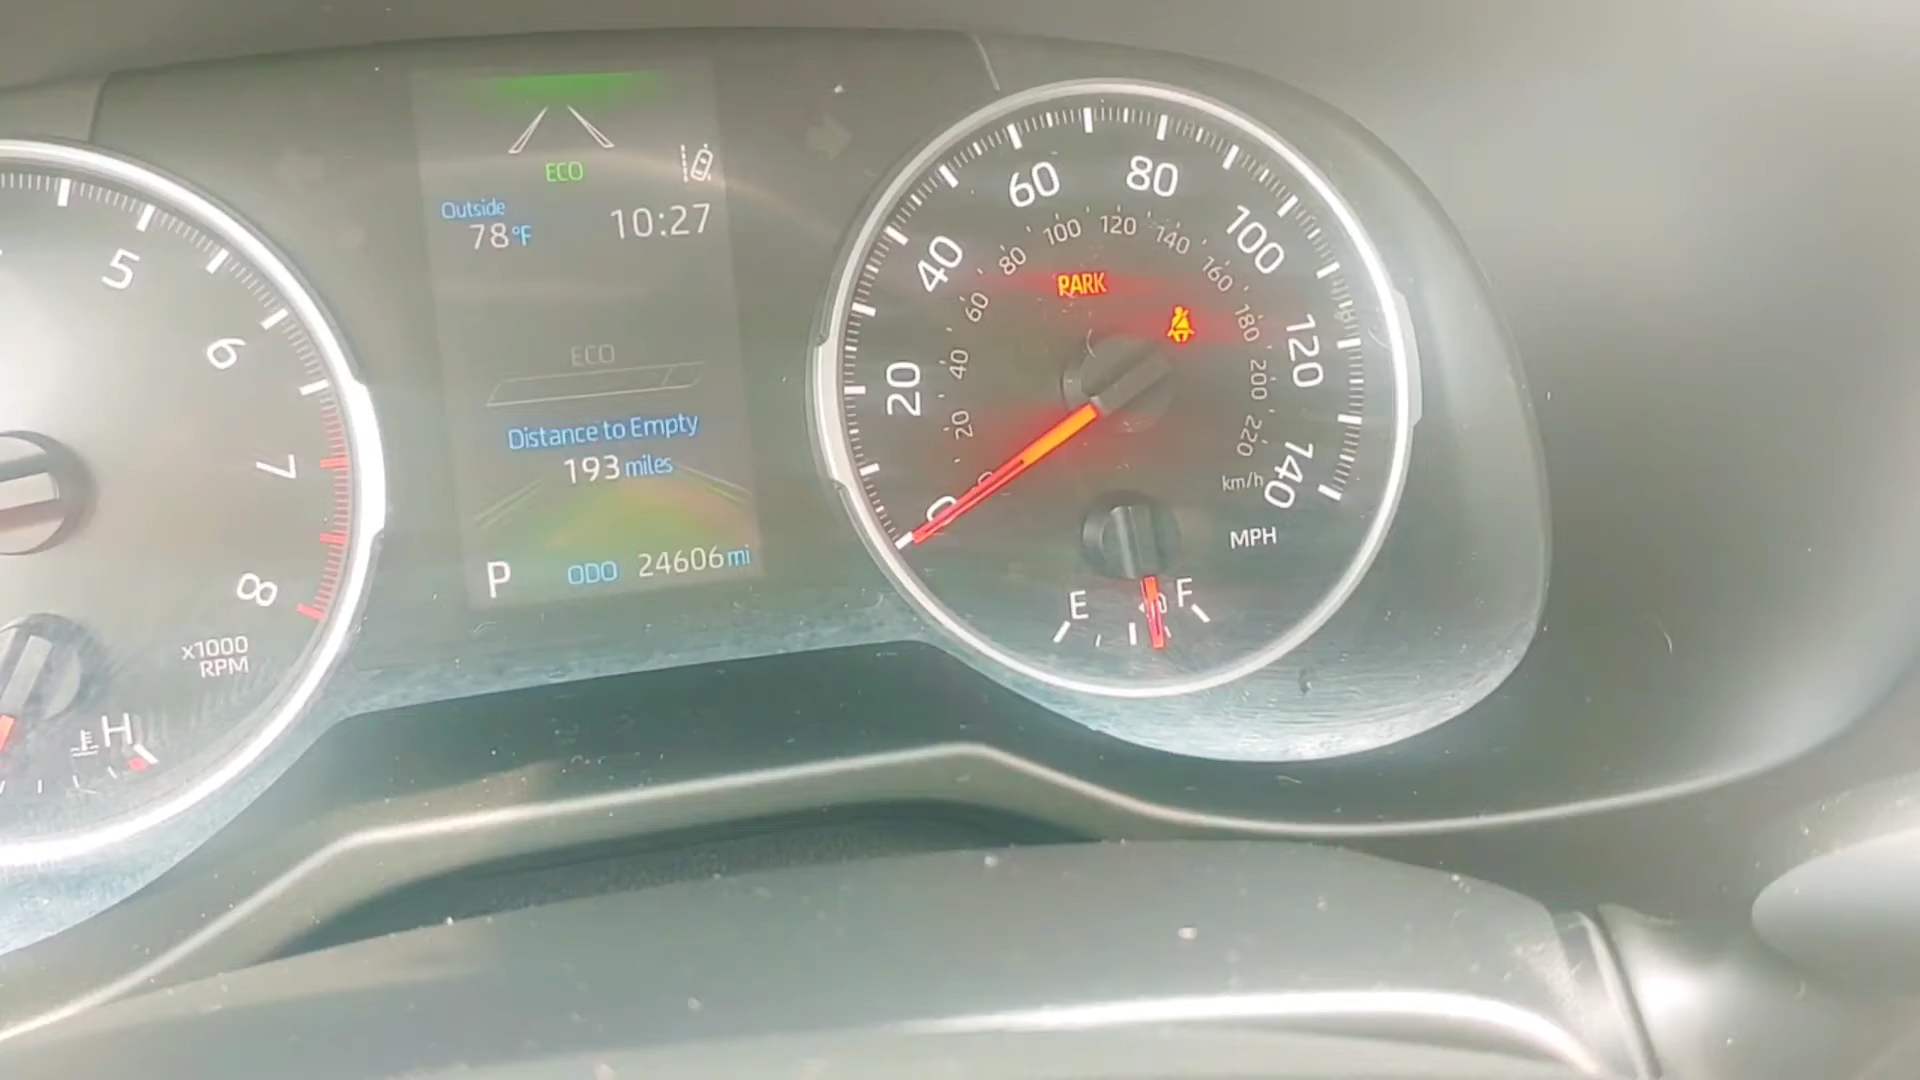 ECO
Outside
78°F
10:27
ECO
Distance to Empty
193 miles
P ODO 24606 mi
5
6
7
8
x1000
RPM
H
0
20
40
60
80
100
120
140
20
40
60
80
100
120
140
160
180
200
220
km/h
MPH
PARK
E
F